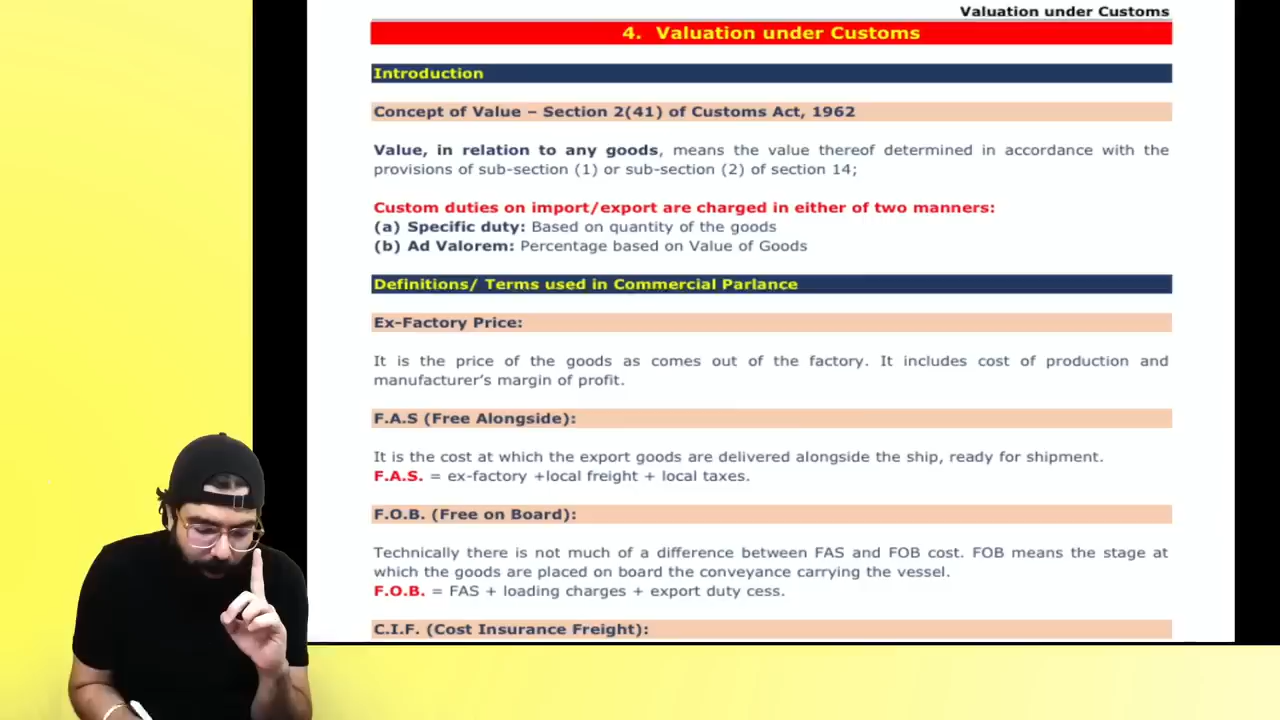 Valuation under Customs
4. Valuation under Customs
Introduction
Concept of Value – Section 2(41) of Customs Act, 1962
Value, in relation to any goods, means the value thereof determined in accordance with the
provisions of sub-section (1) or sub-section (2) of section 14;
Custom duties on import/export are charged in either of two manners:
(a) Specific duty: Based on quantity of the goods
(b) Ad Valorem: Percentage based on Value of Goods
Definitions/ Terms used in Commercial Parlance
Ex-Factory Price:
It is the price of the goods as comes out of the factory. It includes cost of production and
manufacturer’s margin of profit.
F.A.S (Free Alongside):
It is the cost at which the export goods are delivered alongside the ship, ready for shipment.
F.A.S. = ex-factory +local freight + local taxes.
F.O.B. (Free on Board):
Technically there is not much of a difference between FAS and FOB cost. FOB means the stage at
which the goods are placed on board the conveyance carrying the vessel.
F.O.B. = FAS + loading charges + export duty cess.
C.I.F. (Cost Insurance Freight):